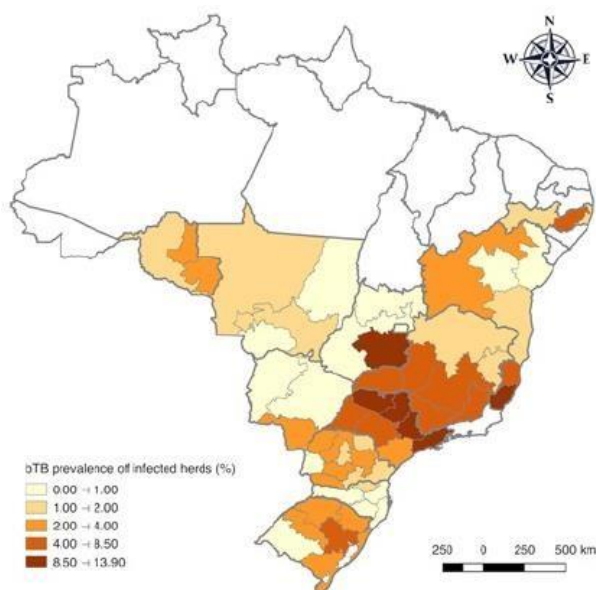 N
W E
S
bTB prevalence of infected herds (%)
0.00 ⊣ 1.00
1.00 ⊣ 2.00
2.00 ⊣ 4.00
4.00 ⊣ 8.50
8.50 ⊣ 13.90
250 0 250 500 km